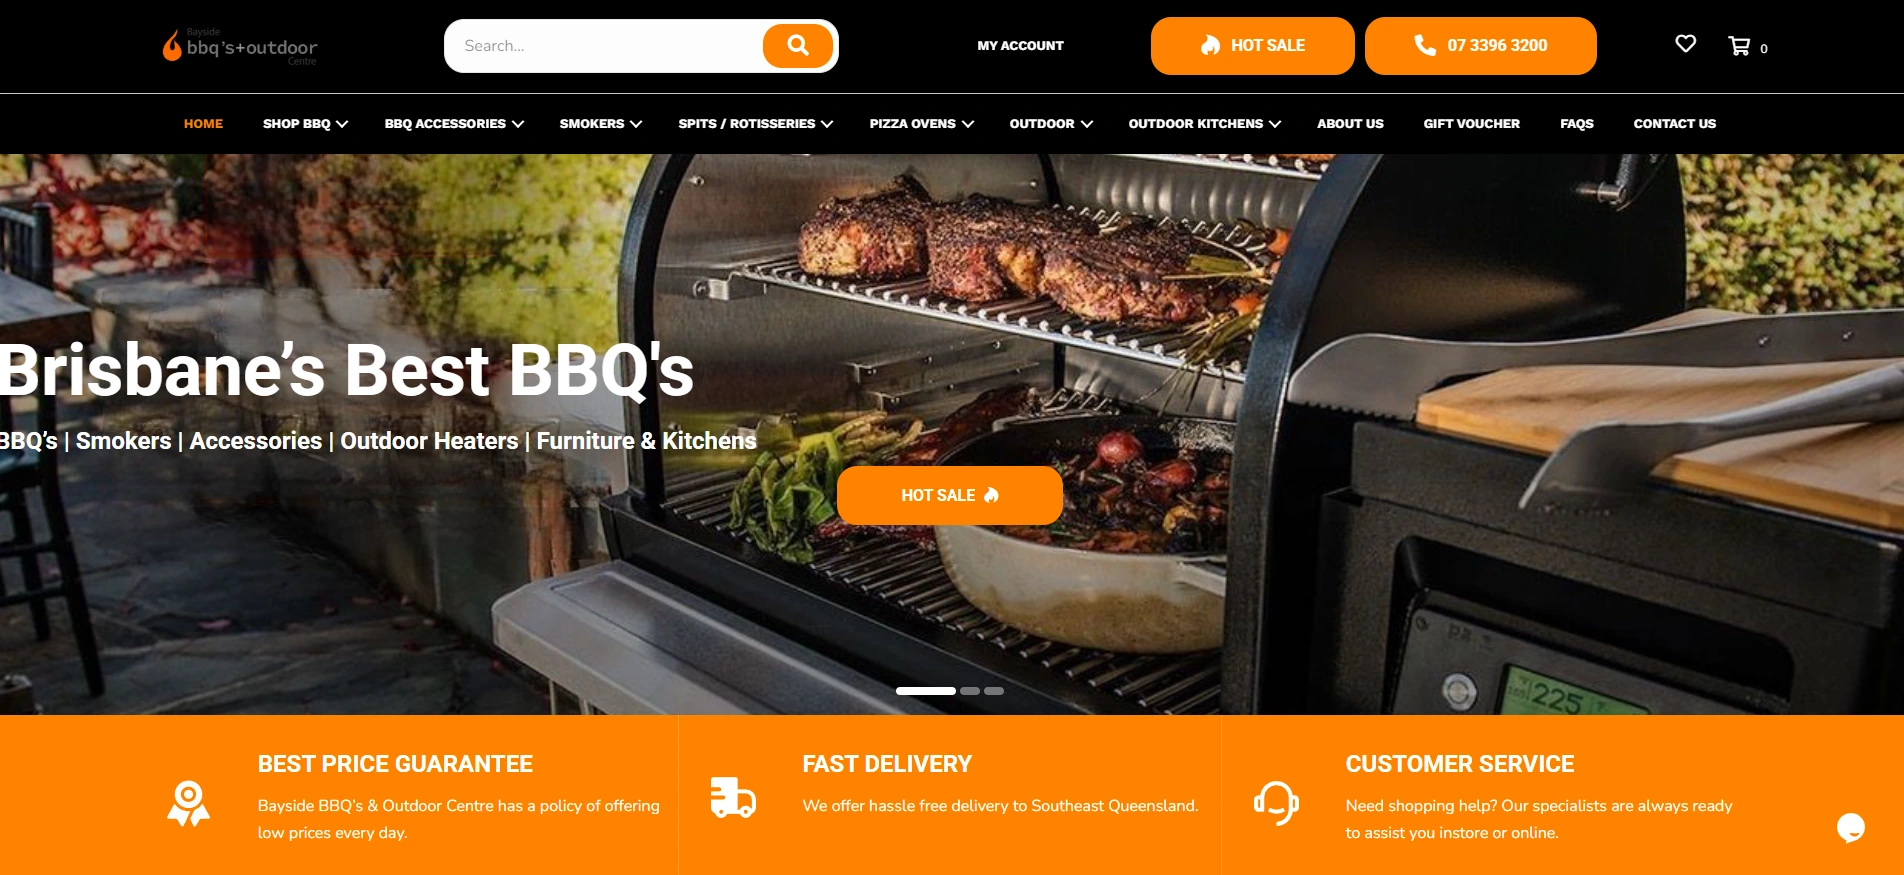 Bayside
bbq's+outdoor
Centre
Search...
MY ACCOUNT
HOT SALE
07 3396 3200
0
HOME
SHOP BBQ
BBQ ACCESSORIES
SMOKERS
SPITS / ROTISSERIES
PIZZA OVENS
OUTDOOR
OUTDOOR KITCHENS
ABOUT US
GIFT VOUCHER
FAQS
CONTACT US
Brisbane’s Best BBQ's
BBQ’s | Smokers | Accessories | Outdoor Heaters | Furniture & Kitchens
HOT SALE
225
BEST PRICE GUARANTEE
Bayside BBQ's & Outdoor Centre has a policy of offering
low prices every day.
FAST DELIVERY
We offer hassle free delivery to Southeast Queensland.
CUSTOMER SERVICE
Need shopping help? Our specialists are always ready
to assist you instore or online.